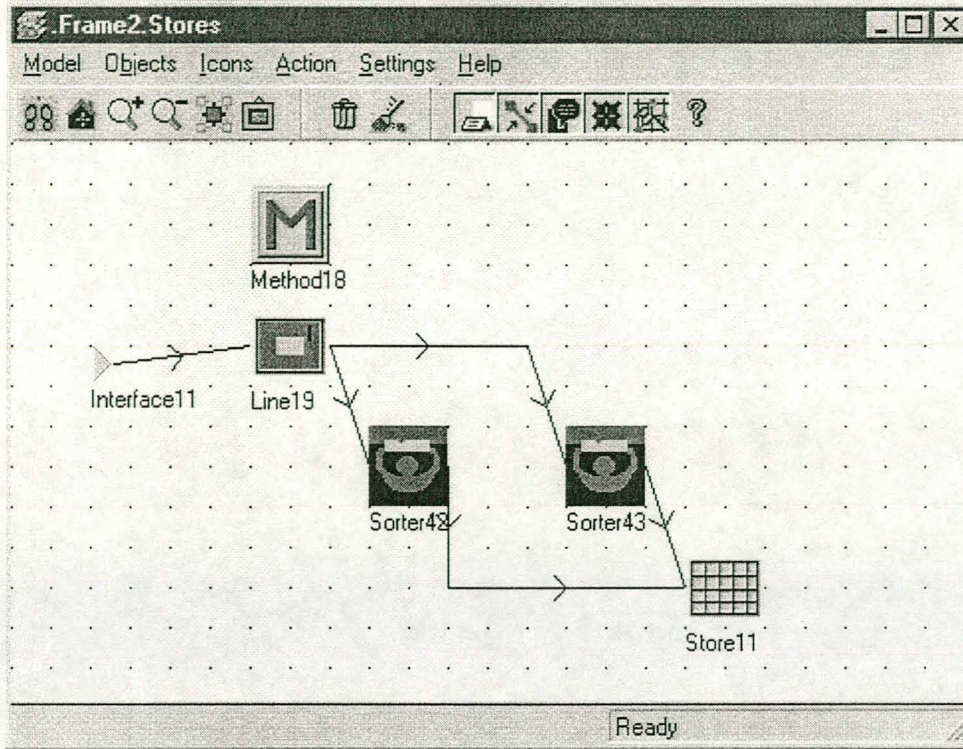 .Frame2.Stores
Model Objects Icons Action Settings Help
M
Method18
Interface11
Line19
Sorter42
Sorter43
Store11
Ready